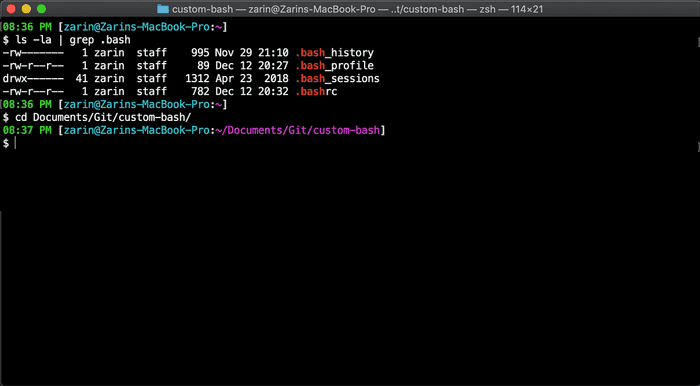 custom-bash — zarin@Zarins-MacBook-Pro — ..t/custom-bash — zsh — 114×21
[08:36 PM [zarin@Zarins-MacBook-Pro:~]
$ ls -la | grep .bash
-rw-------   1 zarin  staff    995 Nov 29 21:10 .bash_history
-rw-r--r--   1 zarin  staff     89 Dec 12 20:27 .bash_profile
drwx------  41 zarin  staff   1312 Apr 23  2018 .bash_sessions
-rw-r--r--   1 zarin  staff    782 Dec 12 20:32 .bashrc
[08:36 PM [zarin@Zarins-MacBook-Pro:~]
$ cd Documents/Git/custom-bash/
08:37 PM [zarin@Zarins-MacBook-Pro:~/Documents/Git/custom-bash]
$